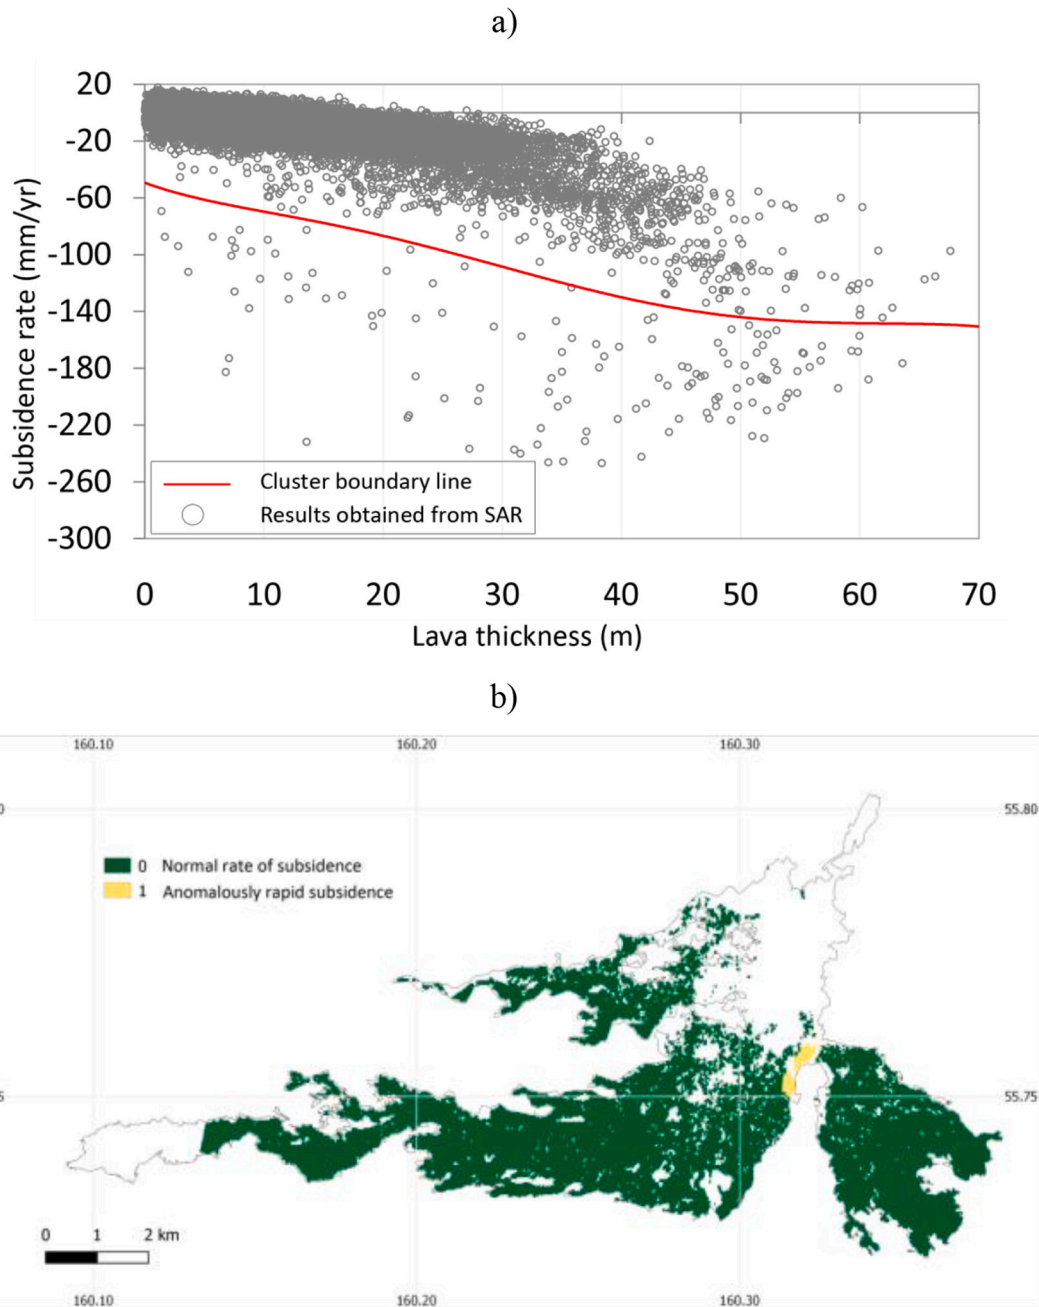 a)
20
-20
-60
-100
-140
-180
-220
-260
-300
Subsidence rate (mm/yr)
Cluster boundary line
Results obtained from SAR
0 10 20 30 40 50 60 70
Lava thickness (m)
b)
160.10 160.20 160.30
0 55.80
0 Normal rate of subsidence
1 Anomalously rapid subsidence
5 55.75
0 1 2 km
160.10 160.20 160.30